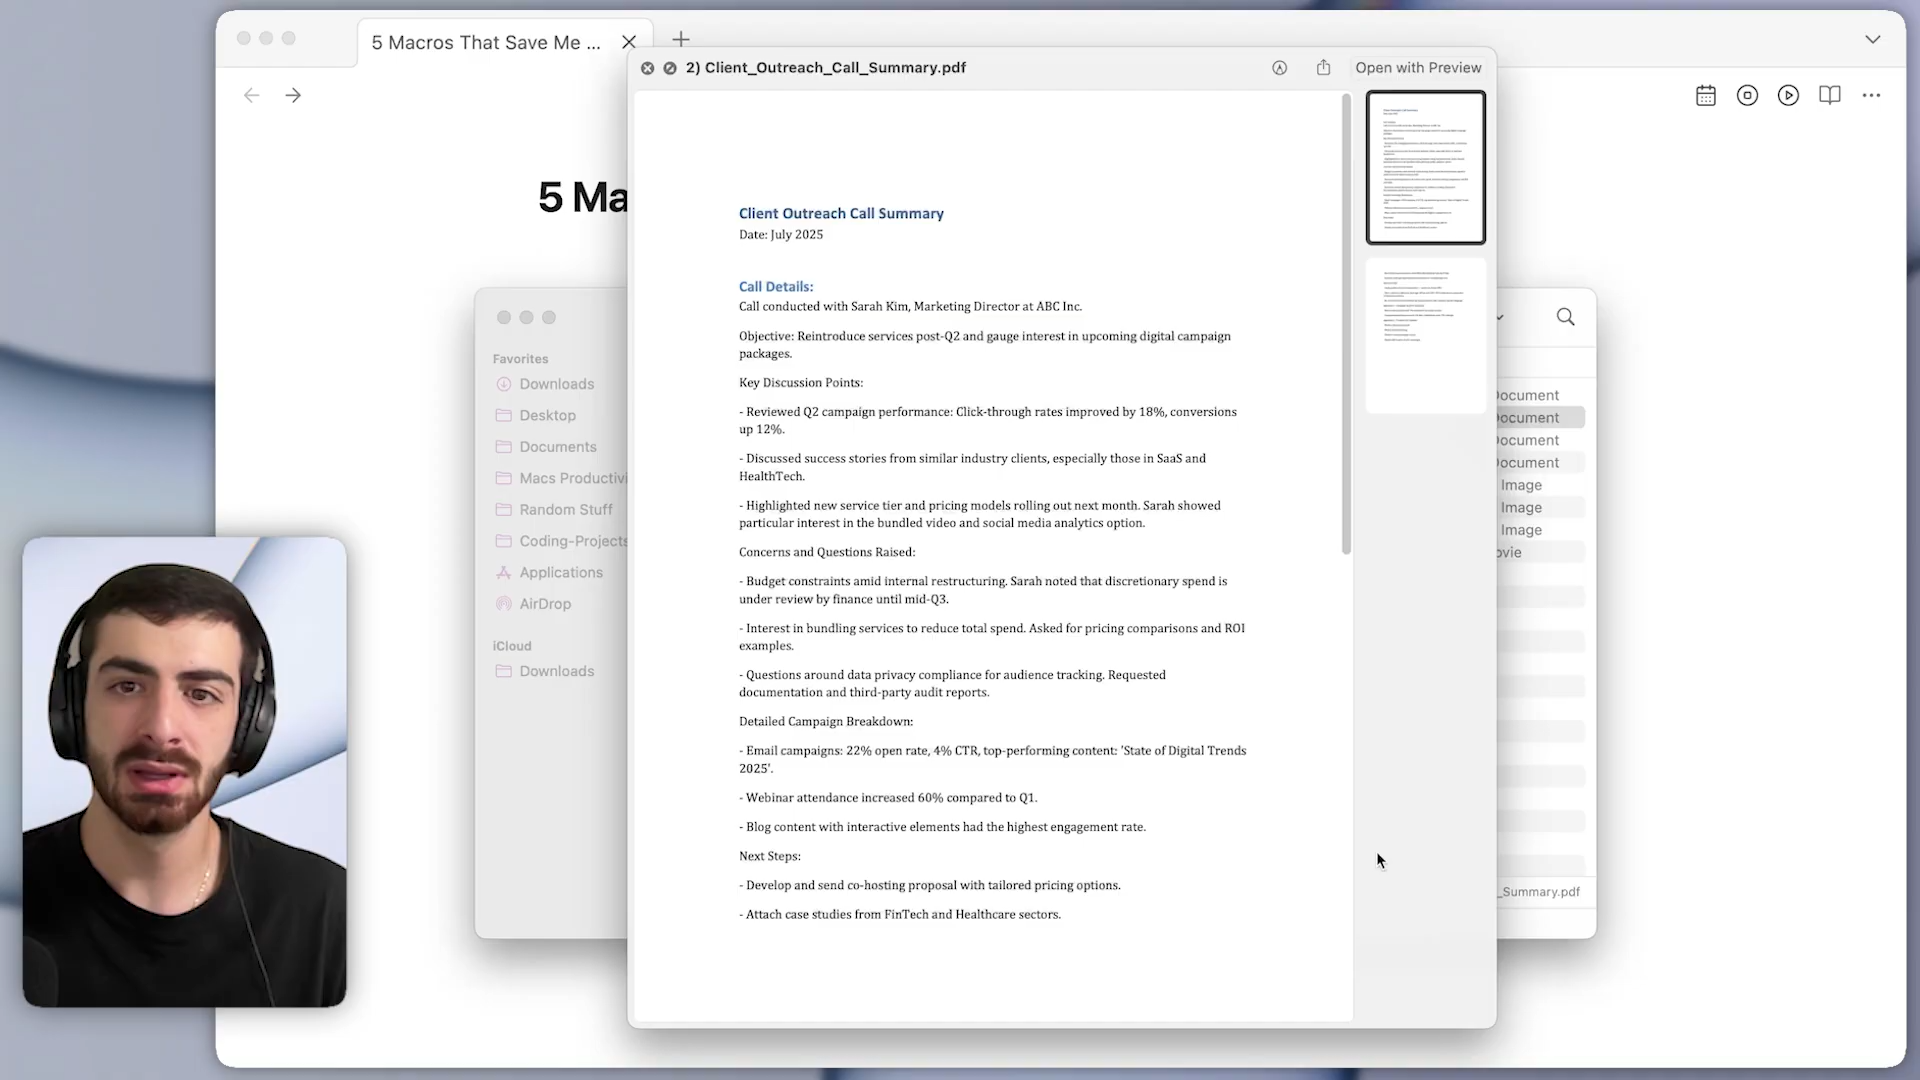 5 Macros That Save Me ...
2) Client_Outreach_Call_Summary.pdf
Open with Preview
5 Ma
Client Outreach Call Summary
Date: July 2025
Call Details:
Call conducted with Sarah Kim, Marketing Director at ABC Inc.
Objective: Reintroduce services post-Q2 and gauge interest in upcoming digital campaign
packages.
Key Discussion Points:
- Reviewed Q2 campaign performance: Click-through rates improved by 18%, conversions
up 12%.
- Discussed success stories from similar industry clients, especially those in SaaS and
HealthTech.
- Highlighted new service tier and pricing models rolling out next month. Sarah showed
particular interest in the bundled video and social media analytics option.
Concerns and Questions Raised:
- Budget constraints amid internal restructuring. Sarah noted that discretionary spend is
under review by finance until mid-Q3.
- Interest in bundling services to reduce total spend. Asked for pricing comparisons and ROI
examples.
- Questions around data privacy compliance for audience tracking. Requested
documentation and third-party audit reports.
Detailed Campaign Breakdown:
- Email campaigns: 22% open rate, 4% CTR, top-performing content: 'State of Digital Trends
2025'.
- Webinar attendance increased 60% compared to Q1.
- Blog content with interactive elements had the highest engagement rate.
Next Steps:
- Develop and send co-hosting proposal with tailored pricing options.
- Attach case studies from FinTech and Healthcare sectors.
Favorites
Downloads
Desktop
Documents
Macs Productivi
Random Stuff
Coding-Projects
Applications
AirDrop
iCloud
Downloads
Document
Document
Document
Document
Image
Image
Image
ovie
_Summary.pdf